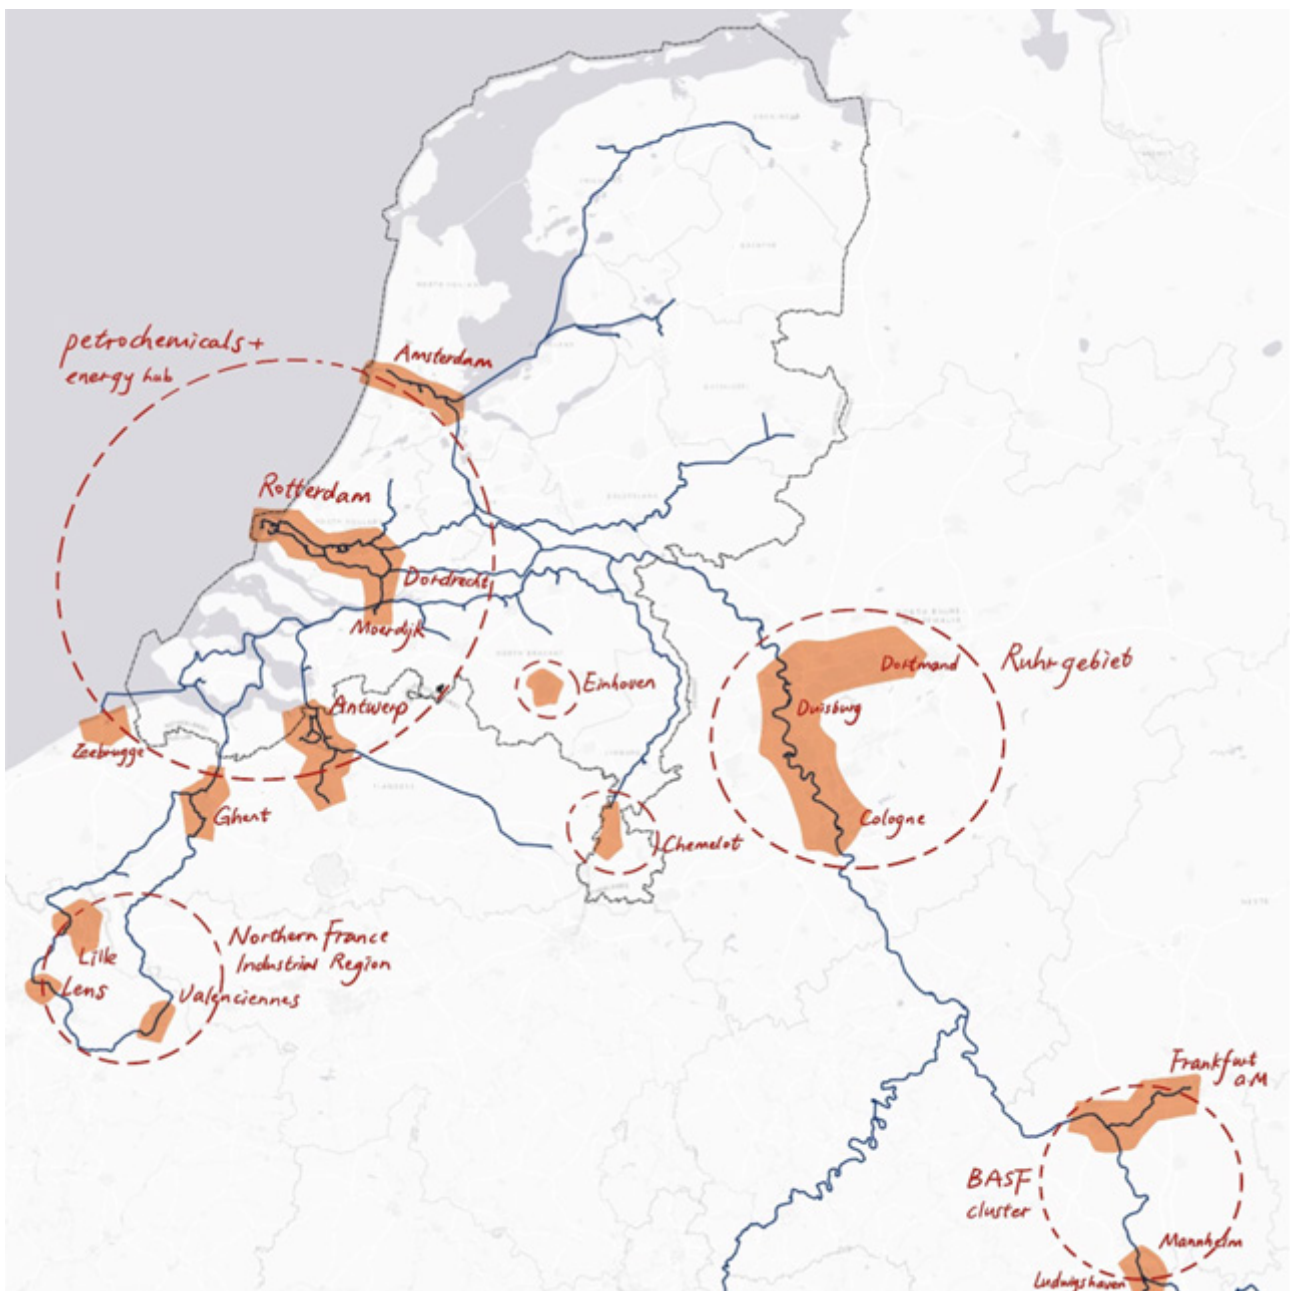 petrochemicals +
energy hub
Amsterdam
Rotterdam
Dordrecht
Moerdijk
Einhoven
Antwerp
Zeebrugge
Ghent
Chemelot
Dortmand
Duisburg
Cologne
Ruhrgebiet
Lille
Lens
Valenciennes
Northern France
Industrial Region
Frankfurt
a.M
BASF
cluster
Mannheim
Ludwigshaven